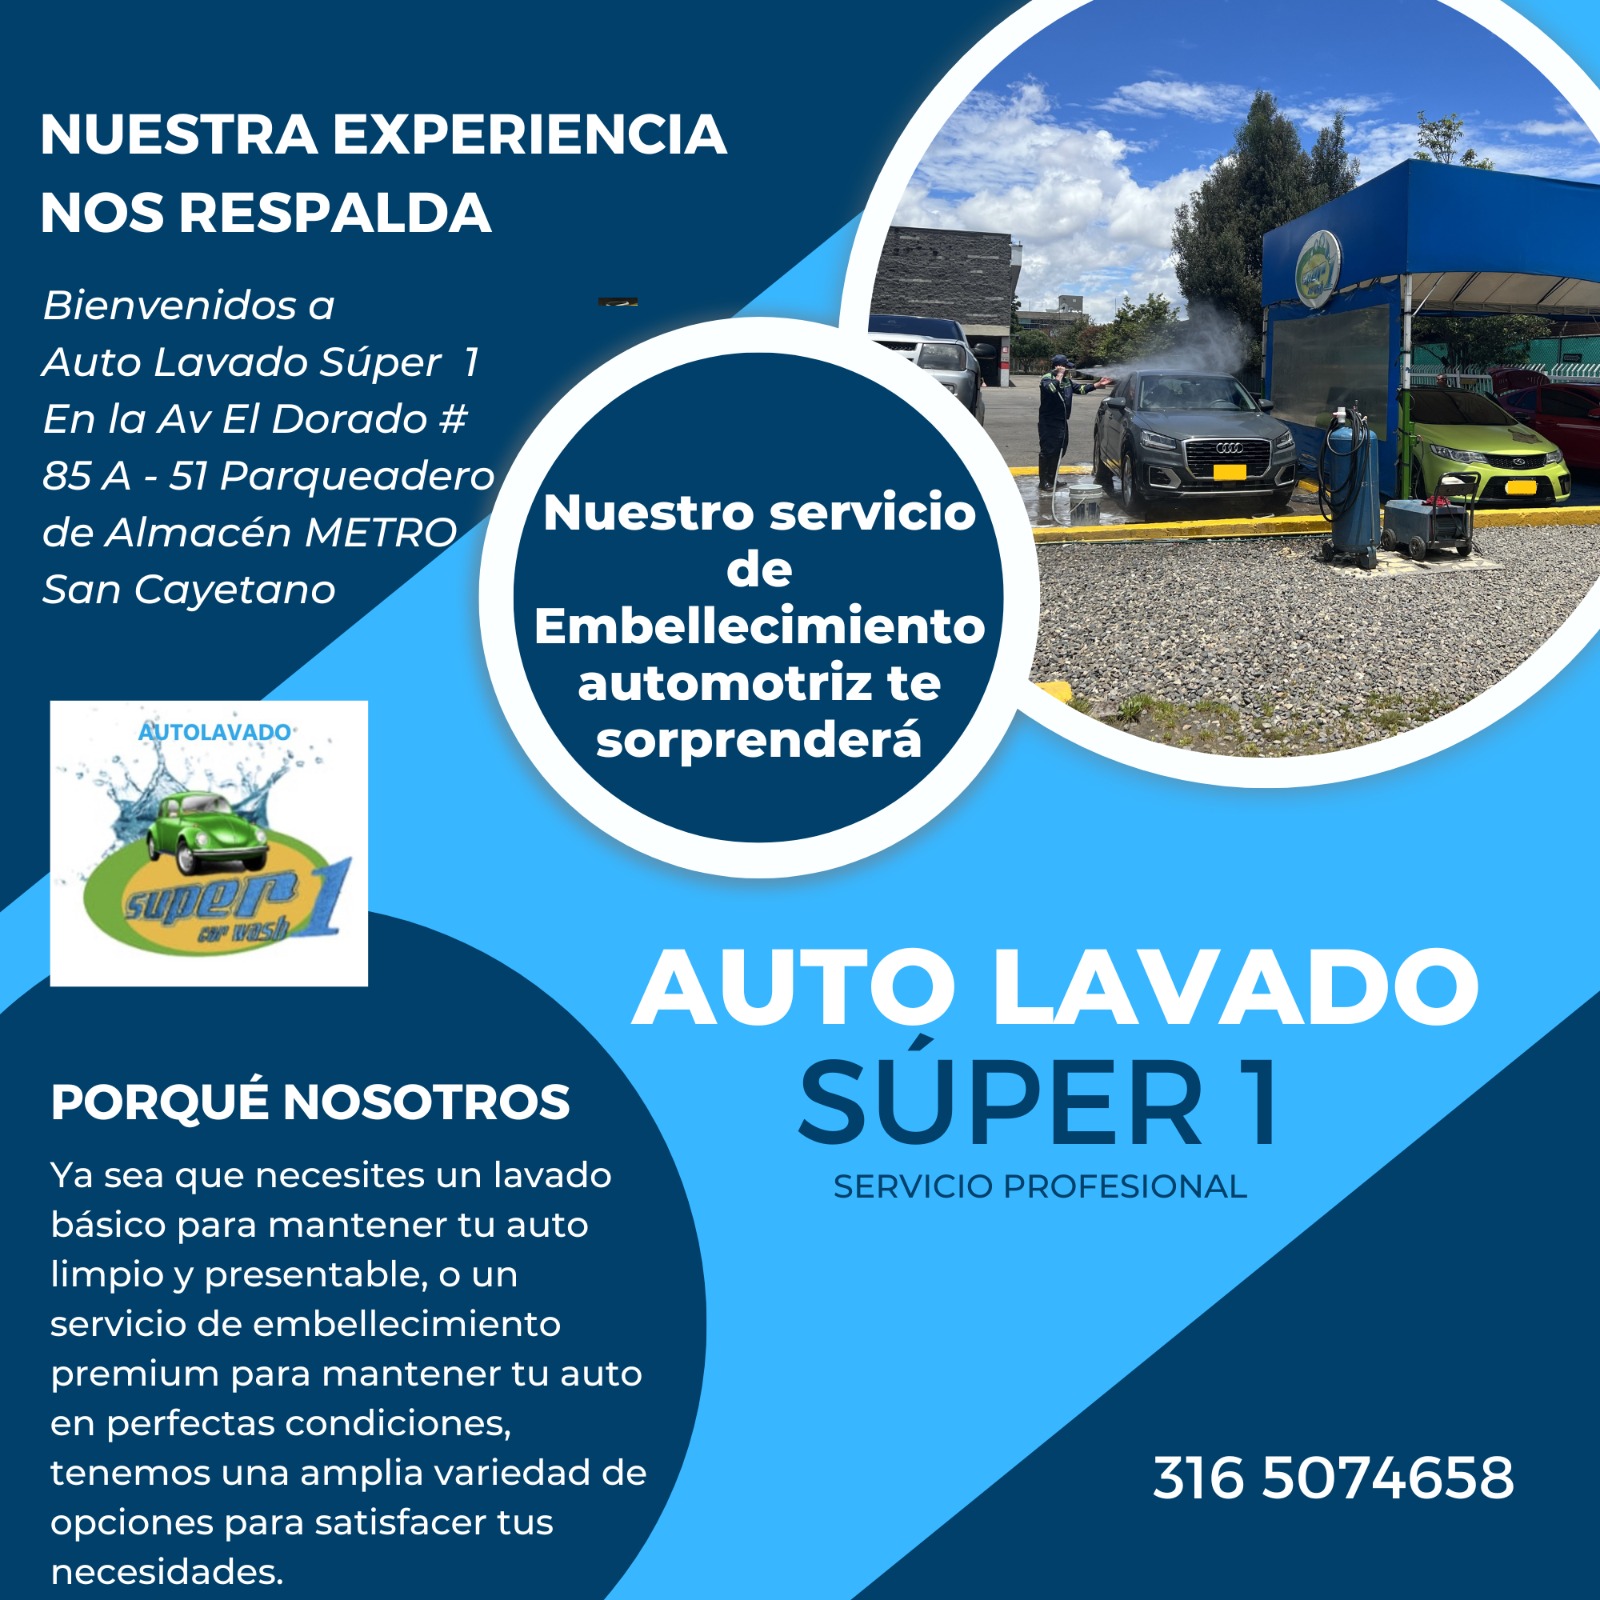 NUESTRA EXPERIENCIA
NOS RESPALDA
Bienvenidos a
Auto Lavado Súper 1
En la Av El Dorado #
85 A - 51 Parqueadero
de Almacén METRO
San Cayetano
Nuestro servicio
de
Embellecimiento
automotriz te
sorprenderá
AUTOLAVADO
super 1
car wash
AUTO LAVADO
SÚPER 1
SERVICIO PROFESIONAL
PORQUÉ NOSOTROS
Ya sea que necesites un lavado
básico para mantener tu auto
limpio y presentable, o un
servicio de embellecimiento
premium para mantener tu auto
en perfectas condiciones,
tenemos una amplia variedad de
opciones para satisfacer tus
necesidades.
316 5074658